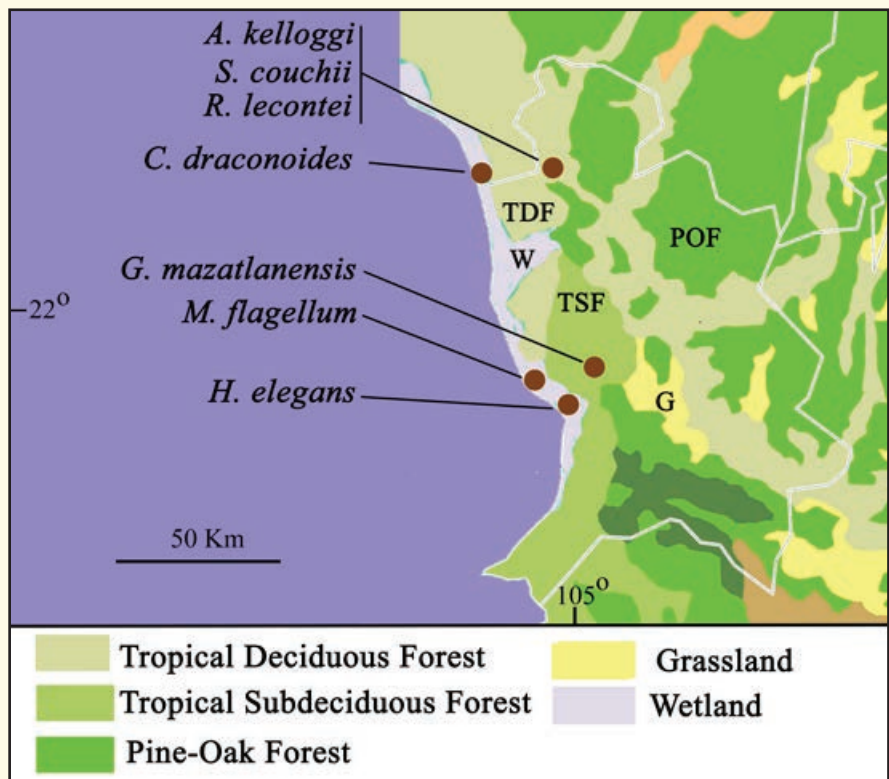 A. kelloggi
S. couchii
R. lecontei
C. draconoides
TDF
POF
W
G. mazatlanensis
22°
TSF
M. flagellum
H. elegans
G
50 Km
105°
Tropical Deciduous Forest
Grassland
Tropical Subdeciduous Forest
Wetland
Pine-Oak Forest